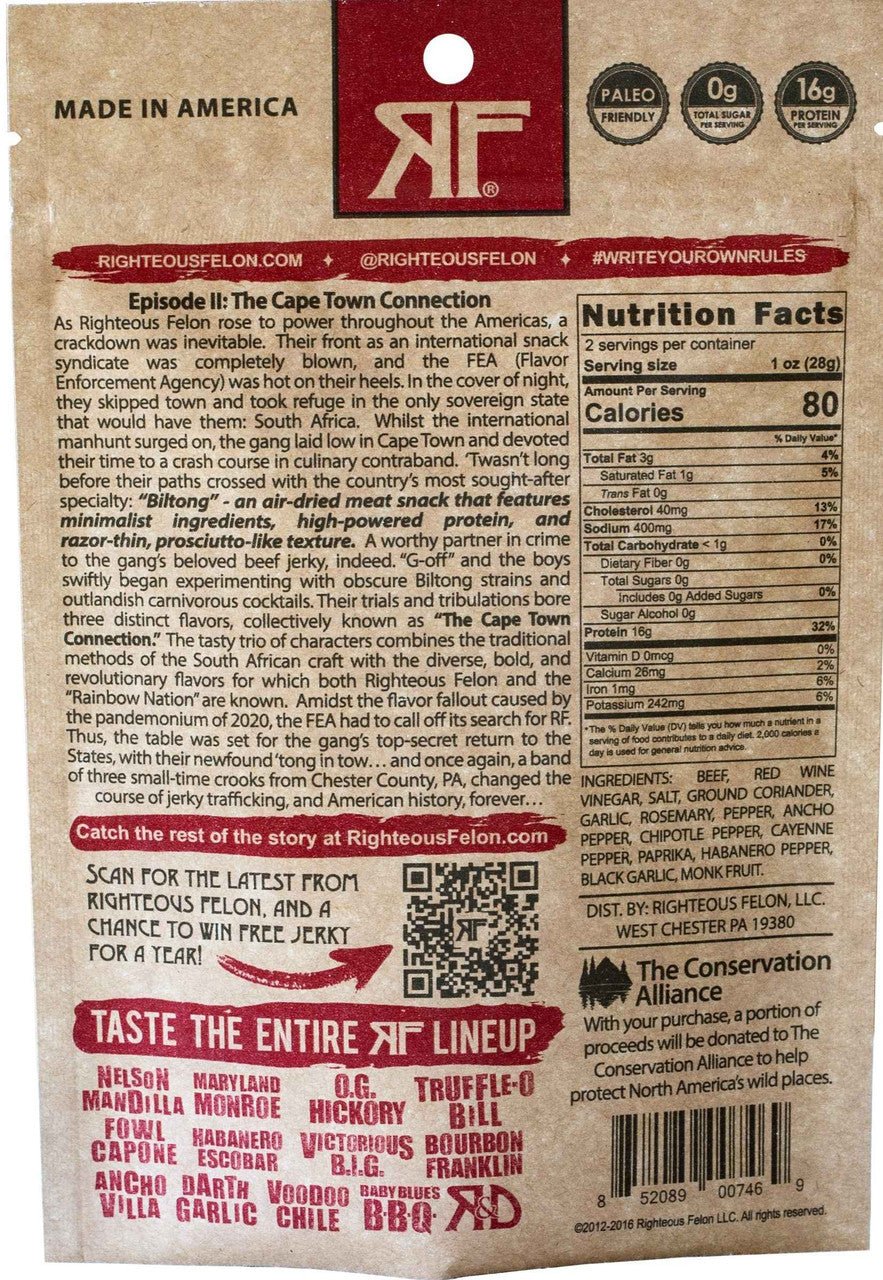 MADE IN AMERICA
RF®
PALEO
FRIENDLY
0g
TOTAL SUGAR
PER SERVING
16g
PROTEIN
PER SERVING
RIGHTEOUSFELON.COM ✦ @RIGHTEOUSFELON ✦ #WRITEYOUROWNRULES
Episode II: The Cape Town Connection
As Righteous Felon rose to power throughout the Americas, a
crackdown was inevitable. Their front as an international snack
syndicate was completely blown, and the FEA (Flavor
Enforcement Agency) was hot on their heels. In the cover of night,
they skipped town and took refuge in the only sovereign state
that would have them: South Africa. Whilst the international
manhunt surged on, the gang laid low in Cape Town and devoted
their time to a crash course in culinary contraband. 'Twasn't long
before their paths crossed with the country's most sought-after
specialty: "Biltong" - an air-dried meat snack that features
minimalist ingredients, high-powered protein, and
razor-thin, prosciutto-like texture. A worthy partner in crime
to the gang's beloved beef jerky, indeed. "G-off" and the boys
swiftly began experimenting with obscure Biltong strains and
outlandish carnivorous cocktails. Their trials and tribulations bore
three distinct flavors, collectively known as "The Cape Town
Connection." The tasty trio of characters combines the traditional
methods of the South African craft with the diverse, bold, and
revolutionary flavors for which both Righteous Felon and the
"Rainbow Nation" are known. Amidst the flavor fallout caused by
the pandemonium of 2020, the FEA had to call off its search for RF.
Thus, the table was set for the gang's top-secret return to the
States, with their newfound 'tong in tow... and once again, a band
of three small-time crooks from Chester County, PA, changed the
course of jerky trafficking, and American history, forever...
Catch the rest of the story at RighteousFelon.com
SCAN FOR THE LATEST FROM
RIGHTEOUS FELON, AND A
CHANCE TO WIN FREE JERKY
FOR A YEAR!
RF
TASTE THE ENTIRE RF LINEUP
NELSON
MANDILLA
MARYLAND
MONROE
O.G.
HICKORY
TRUFFLE-O
BILL
FOWL
CAPONE
HABANERO
ESCOBAR
VICTORIOUS
B.I.G.
BOURBON
FRANKLIN
ANCHO
VILLA
DARTH
GARLIC
VOODOO
CHILE
BABY BLUES
B·B·Q·
R&D
Nutrition Facts
2 servings per container
Serving size 1 oz (28g)
Amount Per Serving
Calories 80
% Daily Value*
Total Fat 3g 4%
Saturated Fat 1g 5%
Trans Fat 0g
Cholesterol 40mg 13%
Sodium 400mg 17%
Total Carbohydrate < 1g 0%
Dietary Fiber 0g 0%
Total Sugars 0g
Includes 0g Added Sugars 0%
Sugar Alcohol 0g
Protein 16g 32%
Vitamin D 0mcg 0%
Calcium 26mg 2%
Iron 1mg 6%
Potassium 242mg 6%
*The % Daily Value (DV) tells you how much a nutrient in a
serving of food contributes to a daily diet. 2,000 calories a
day is used for general nutrition advice.
INGREDIENTS: BEEF, RED WINE
VINEGAR, SALT, GROUND CORIANDER,
GARLIC, ROSEMARY, PEPPER, ANCHO
PEPPER, CHIPOTLE PEPPER, CAYENNE
PEPPER, PAPRIKA, HABANERO PEPPER,
BLACK GARLIC, MONK FRUIT.
DIST. BY: RIGHTEOUS FELON, LLC.
WEST CHESTER PA 19380
The Conservation
Alliance
With your purchase, a portion of
proceeds will be donated to The
Conservation Alliance to help
protect North America's wild places.
8 52089 00746 9
©2012-2016 Righteous Felon LLC. All rights reserved.